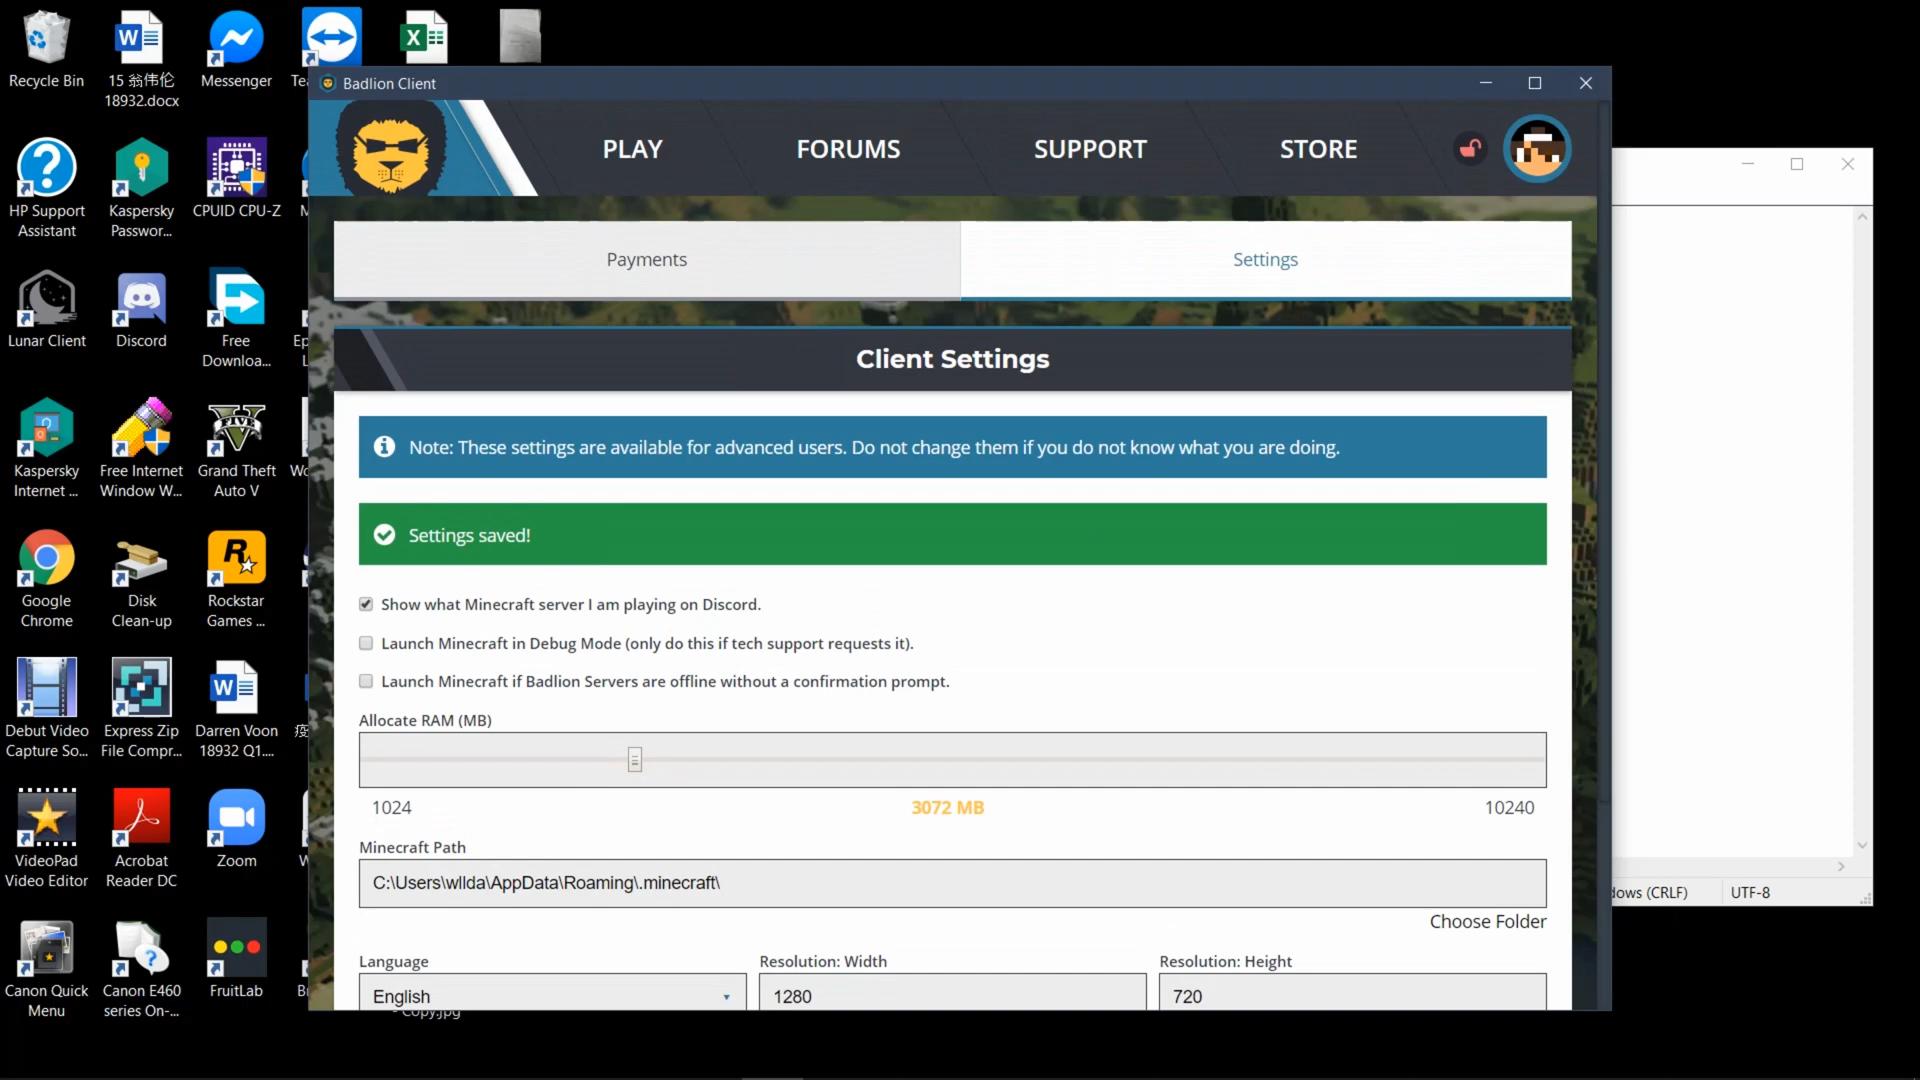 Recycle Bin
15 翁伟伦
18932.docx
Messenger
HP Support
Assistant
Kaspersky
Passwor...
CPUID CPU-Z
Lunar Client
Discord
Free
Downloa...
Kaspersky
Internet ...
Free Internet
Window W...
Grand Theft
Auto V
Google
Chrome
Disk
Clean-up
Rockstar
Games ...
Debut Video
Capture So...
Express Zip
File Compr...
Darren Voon
18932 Q1....
VideoPad
Video Editor
Acrobat
Reader DC
Zoom
Canon Quick
Menu
Canon E460
series On-...
FruitLab
- Copy.jpg
Badlion Client
PLAY
FORUMS
SUPPORT
STORE
Payments
Settings
Client Settings
Note: These settings are available for advanced users. Do not change them if you do not know what you are doing.
Settings saved!
Show what Minecraft server I am playing on Discord.
Launch Minecraft in Debug Mode (only do this if tech support requests it).
Launch Minecraft if Badlion Servers are offline without a confirmation prompt.
Allocate RAM (MB)
1024
3072 MB
10240
Minecraft Path
C:\Users\wllda\AppData\Roaming\.minecraft\
Choose Folder
Language
Resolution: Width
Resolution: Height
English
1280
720
(CRLF)
UTF-8